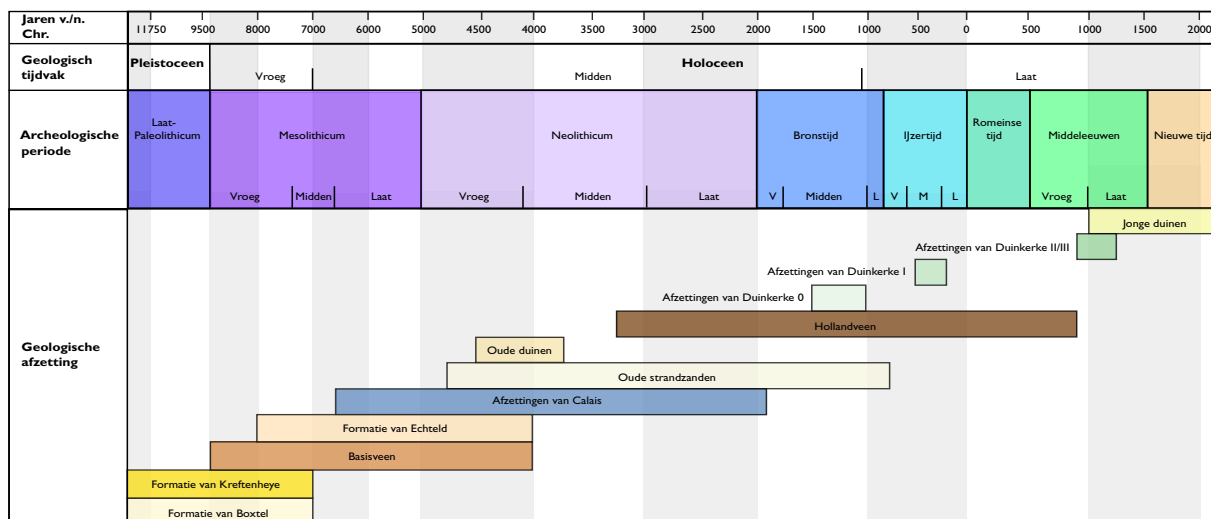 Jaren v./n.
Chr.
11750 9500 8000 7000 6000 5000 4500 4000 3500 3000 2500 2000 1500 1000 500 0 500 1000 1500 2000
Geologisch
tijdvak
Pleistoceen Holoceen
Vroeg Midden Laat
Archeologische
periode
Laat-
Paleolithicum
Mesolithicum
Neolithicum
Bronstijd
IJzertijd
Romeinse
tijd
Middeleeuwen
Nieuwe tijd
Vroeg Midden Laat Vroeg Midden Laat V Midden L V M L Vroeg Laat
Geologische
afzetting
Jonge duinen
Afzettingen van Duinkerke II/III
Afzettingen van Duinkerke I
Afzettingen van Duinkerke 0
Hollandveen
Oude duinen
Oude strandzanden
Afzettingen van Calais
Formatie van Echteld
Basisveen
Formatie van Kreftenheye
Formatie van Boxtel